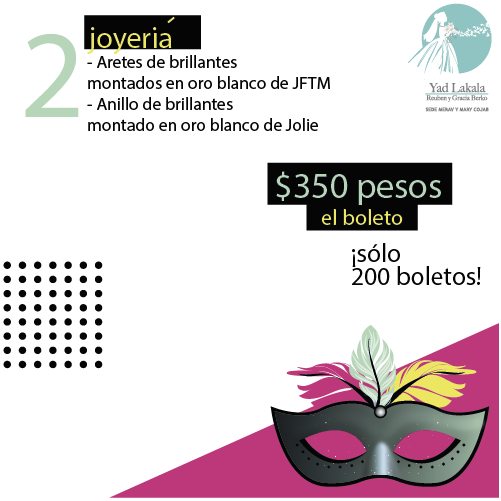 2
joyería
- Aretes de brillantes
montados en oro blanco de JFTM
- Anillo de brillantes
montado en oro blanco de Jolie
Yad Lakala
Reuben y Gracia Berko
SEDE MERAV Y MARY COJAB
$350 pesos
el boleto
¡sólo
200 boletos!